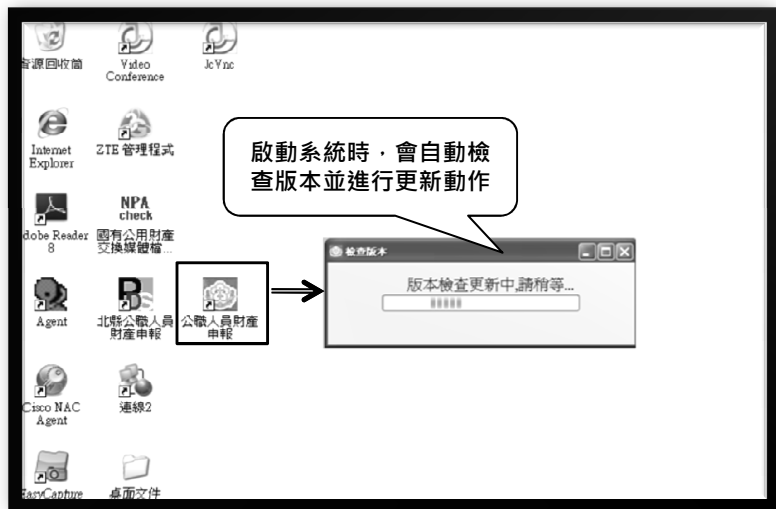 資源回收筒
Video
Conference
JcVnc
Internet
Explorer
ZTE 管理程式
啟動系統時，會自動檢
查版本並進行更新動作
dobe Reader
8
NPA
check
國有公用財產
交換媒體檔...
檢查版本
版本檢查更新中,請稍等...
Agent
北縣公職人員
財產申報
公職人員財產
申報
Cisco NAC
Agent
連線2
EasyCapture
桌面文件